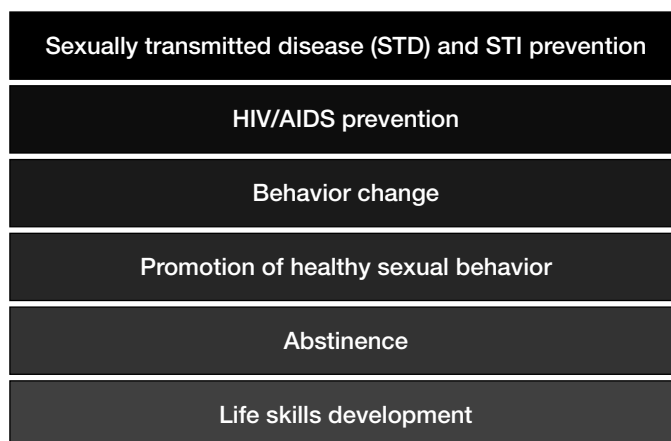 Sexually transmitted disease (STD) and STI prevention
HIV/AIDS prevention
Behavior change
Promotion of healthy sexual behavior
Abstinence
Life skills development